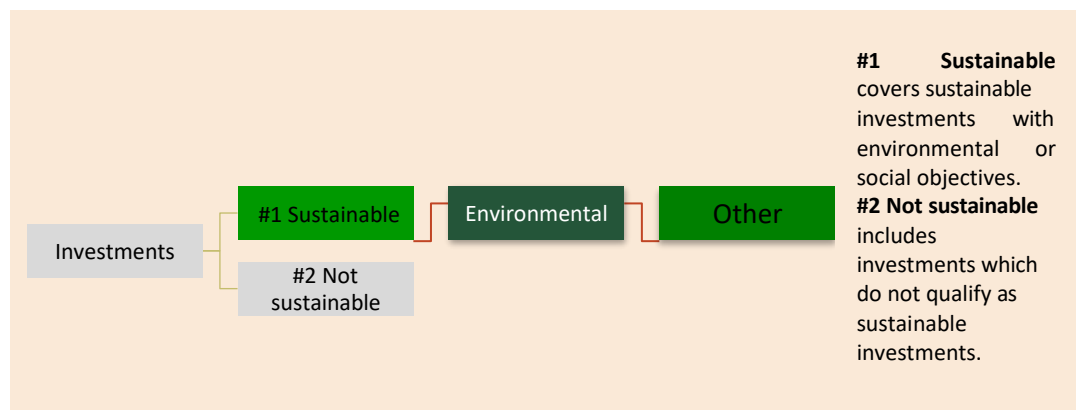 Investments
#1 Sustainable
#2 Not
sustainable
Environmental
Other
#1 Sustainable
covers sustainable
investments with
environmental or
social objectives.
#2 Not sustainable
includes
investments which
do not qualify as
sustainable
investments.